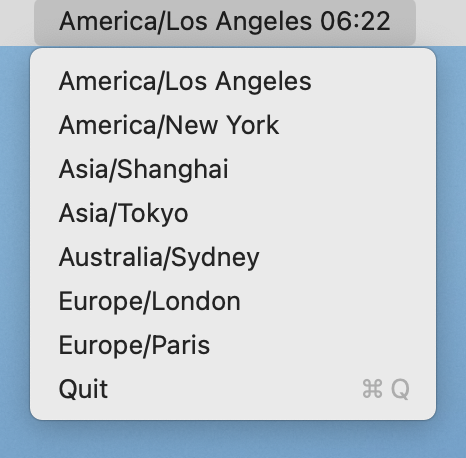 America/Los Angeles 06:22
America/Los Angeles
America/New York
Asia/Shanghai
Asia/Tokyo
Australia/Sydney
Europe/London
Europe/Paris
Quit ⌘ Q